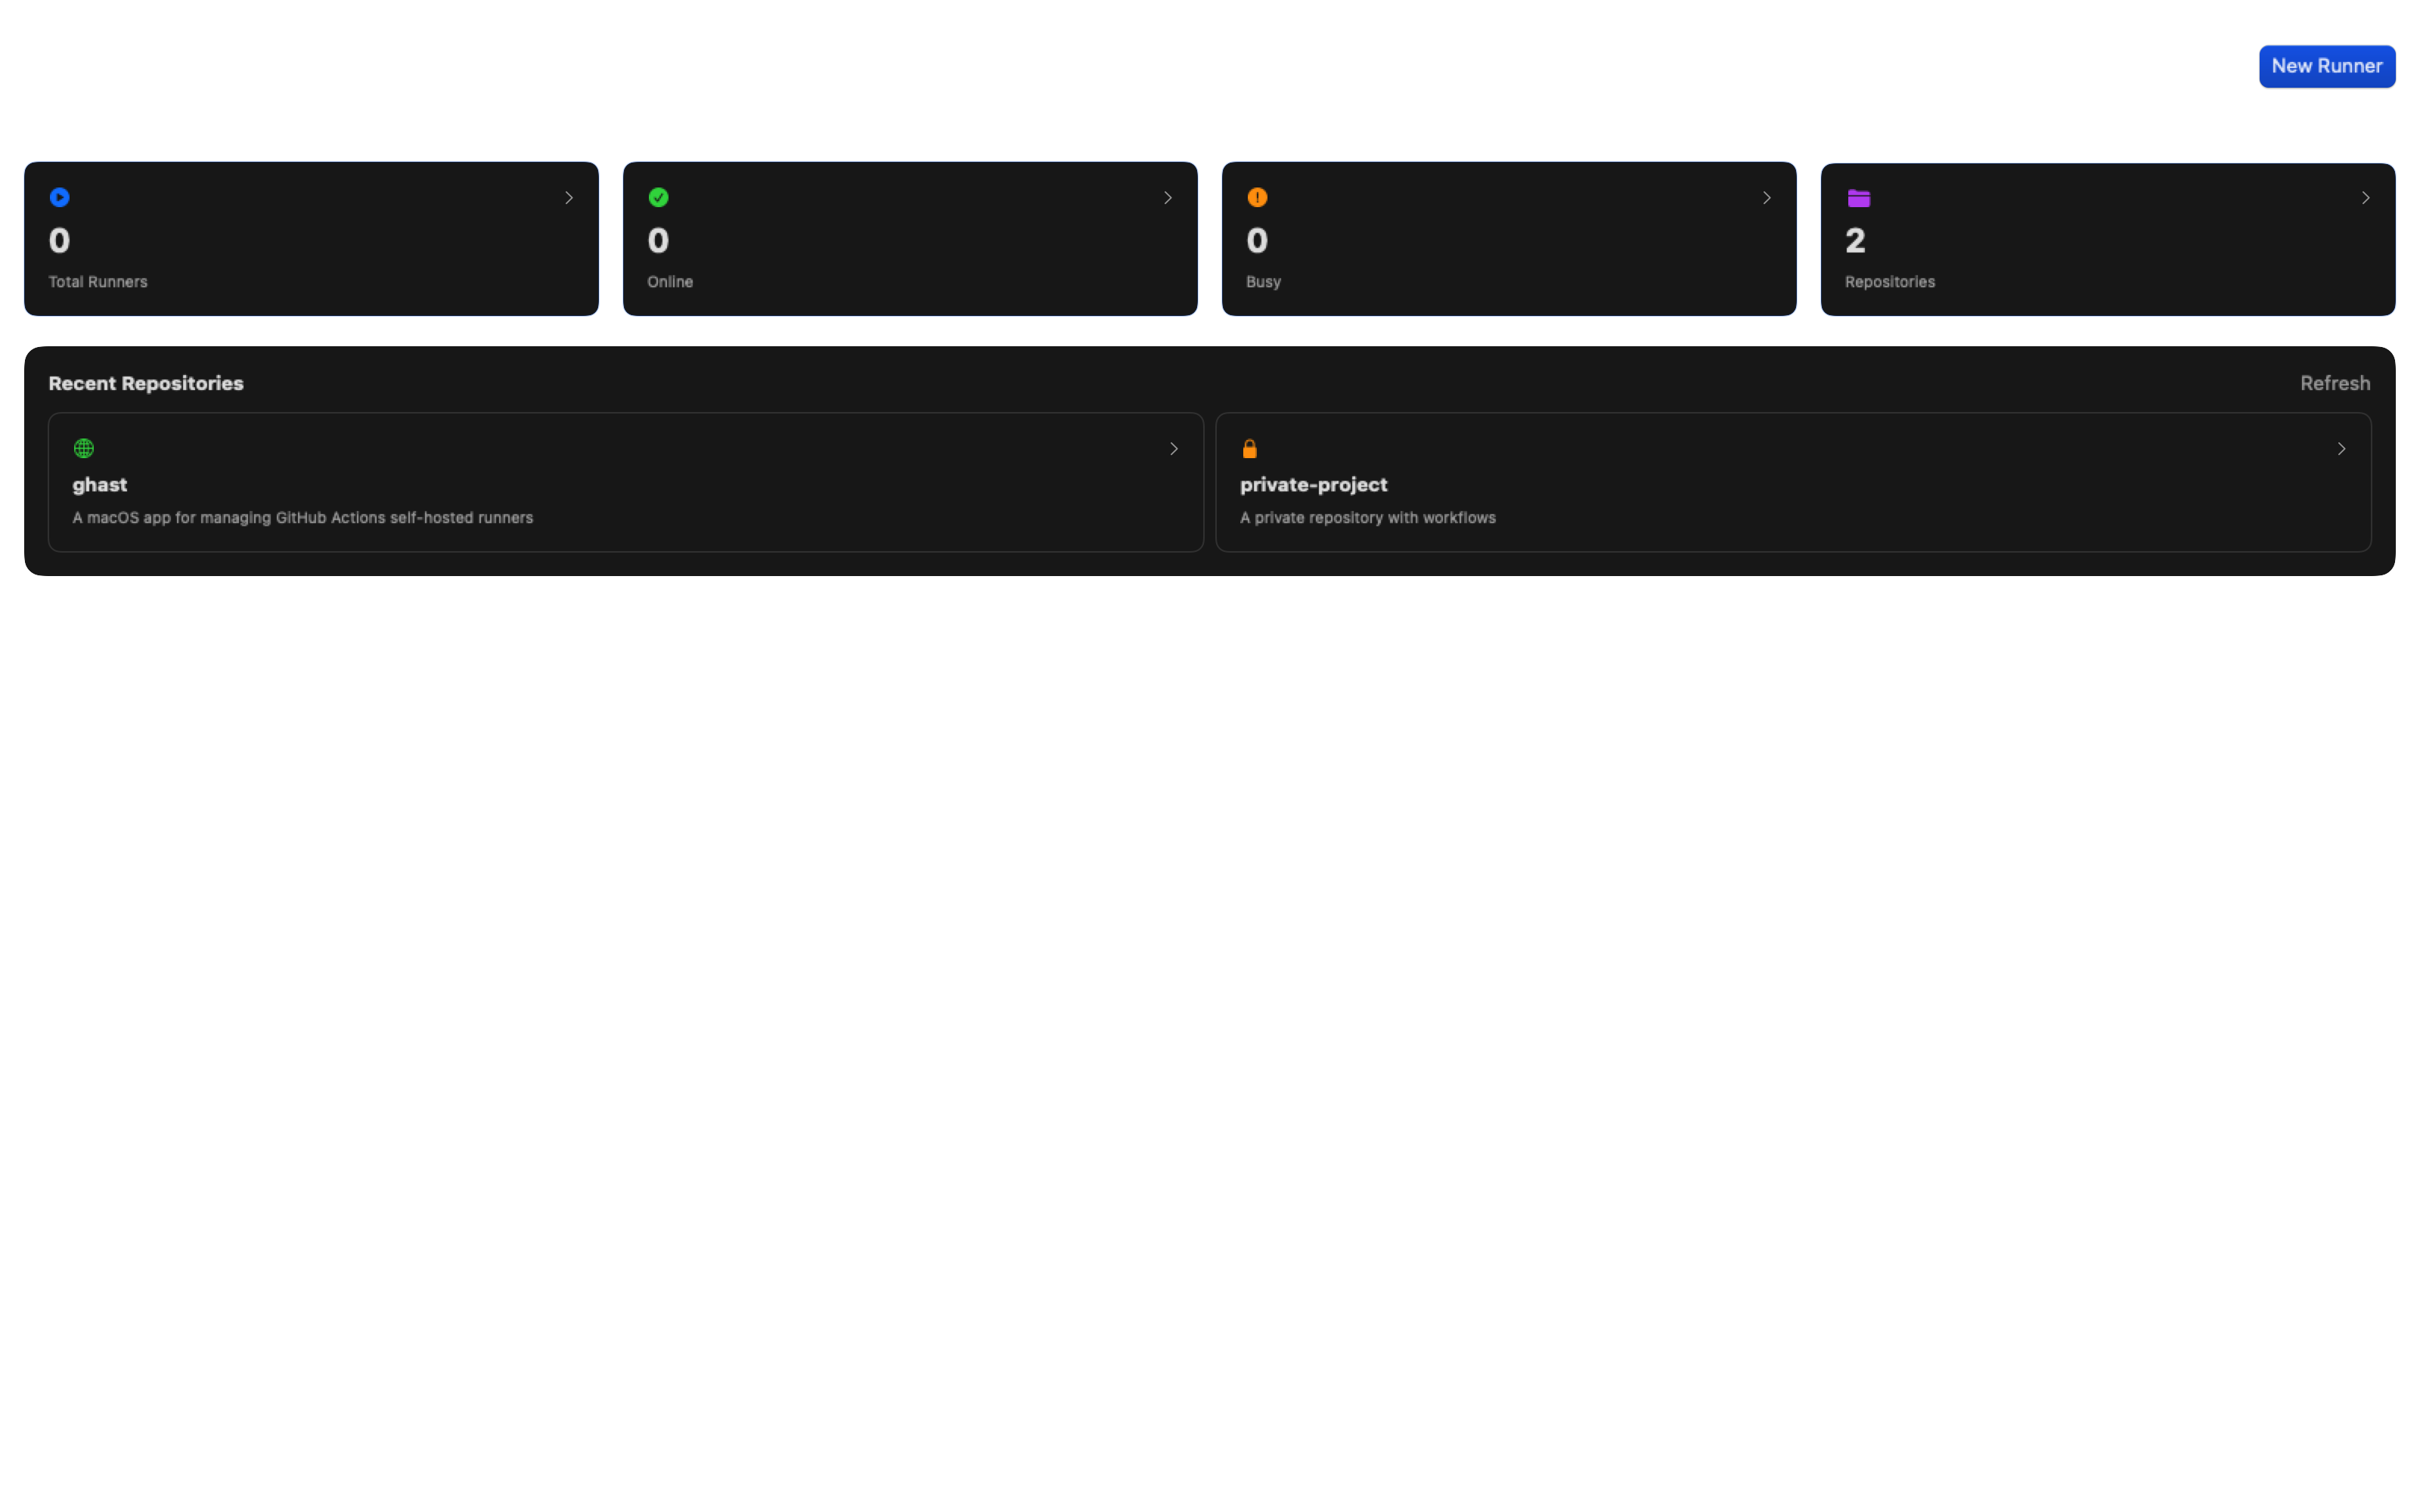 New Runner
0
Total Runners
0
Online
0
Busy
2
Repositories
Recent Repositories
Refresh
ghast
A macOS app for managing GitHub Actions self-hosted runners
private-project
A private repository with workflows